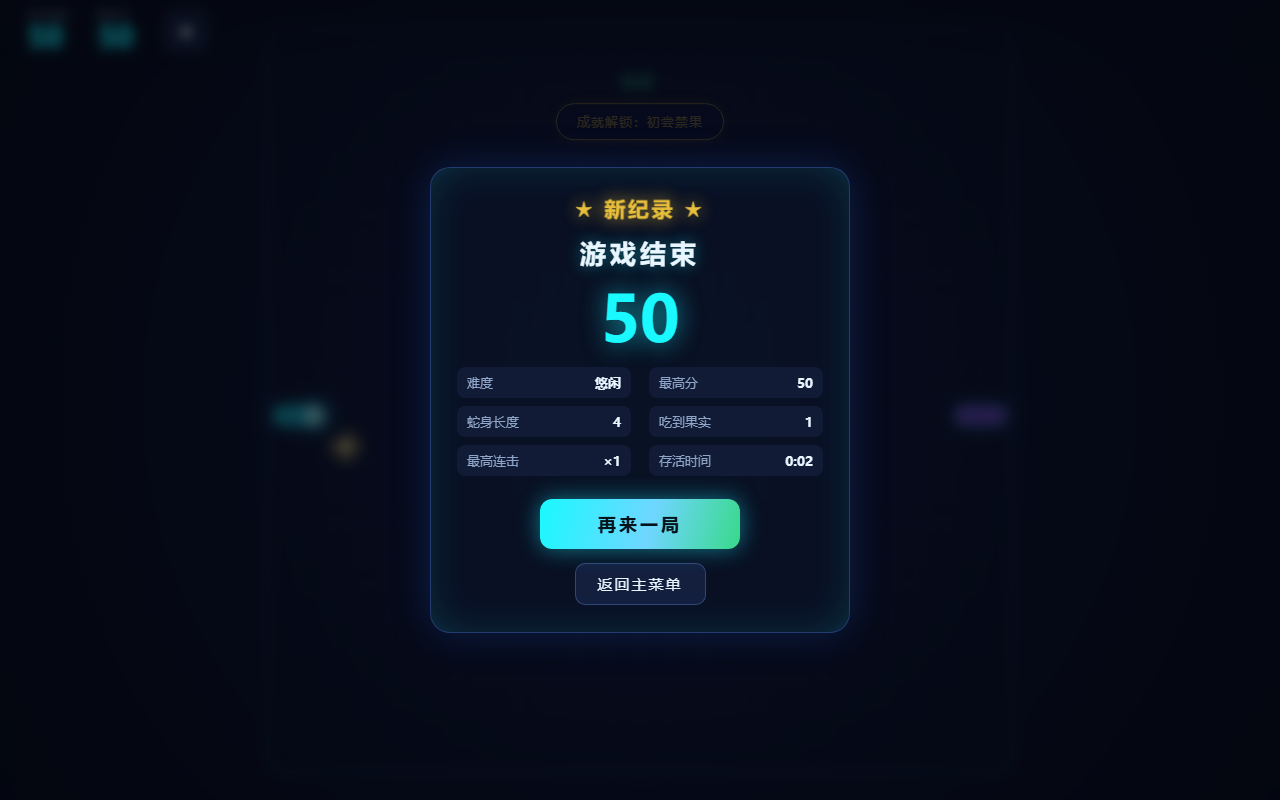 成就解锁：初尝禁果
★ 新纪录 ★
游戏结束
50
难度 悠闲
最高分 50
蛇身长度 4
吃到果实 1
最高连击 ×1
存活时间 0:02
再来一局
返回主菜单